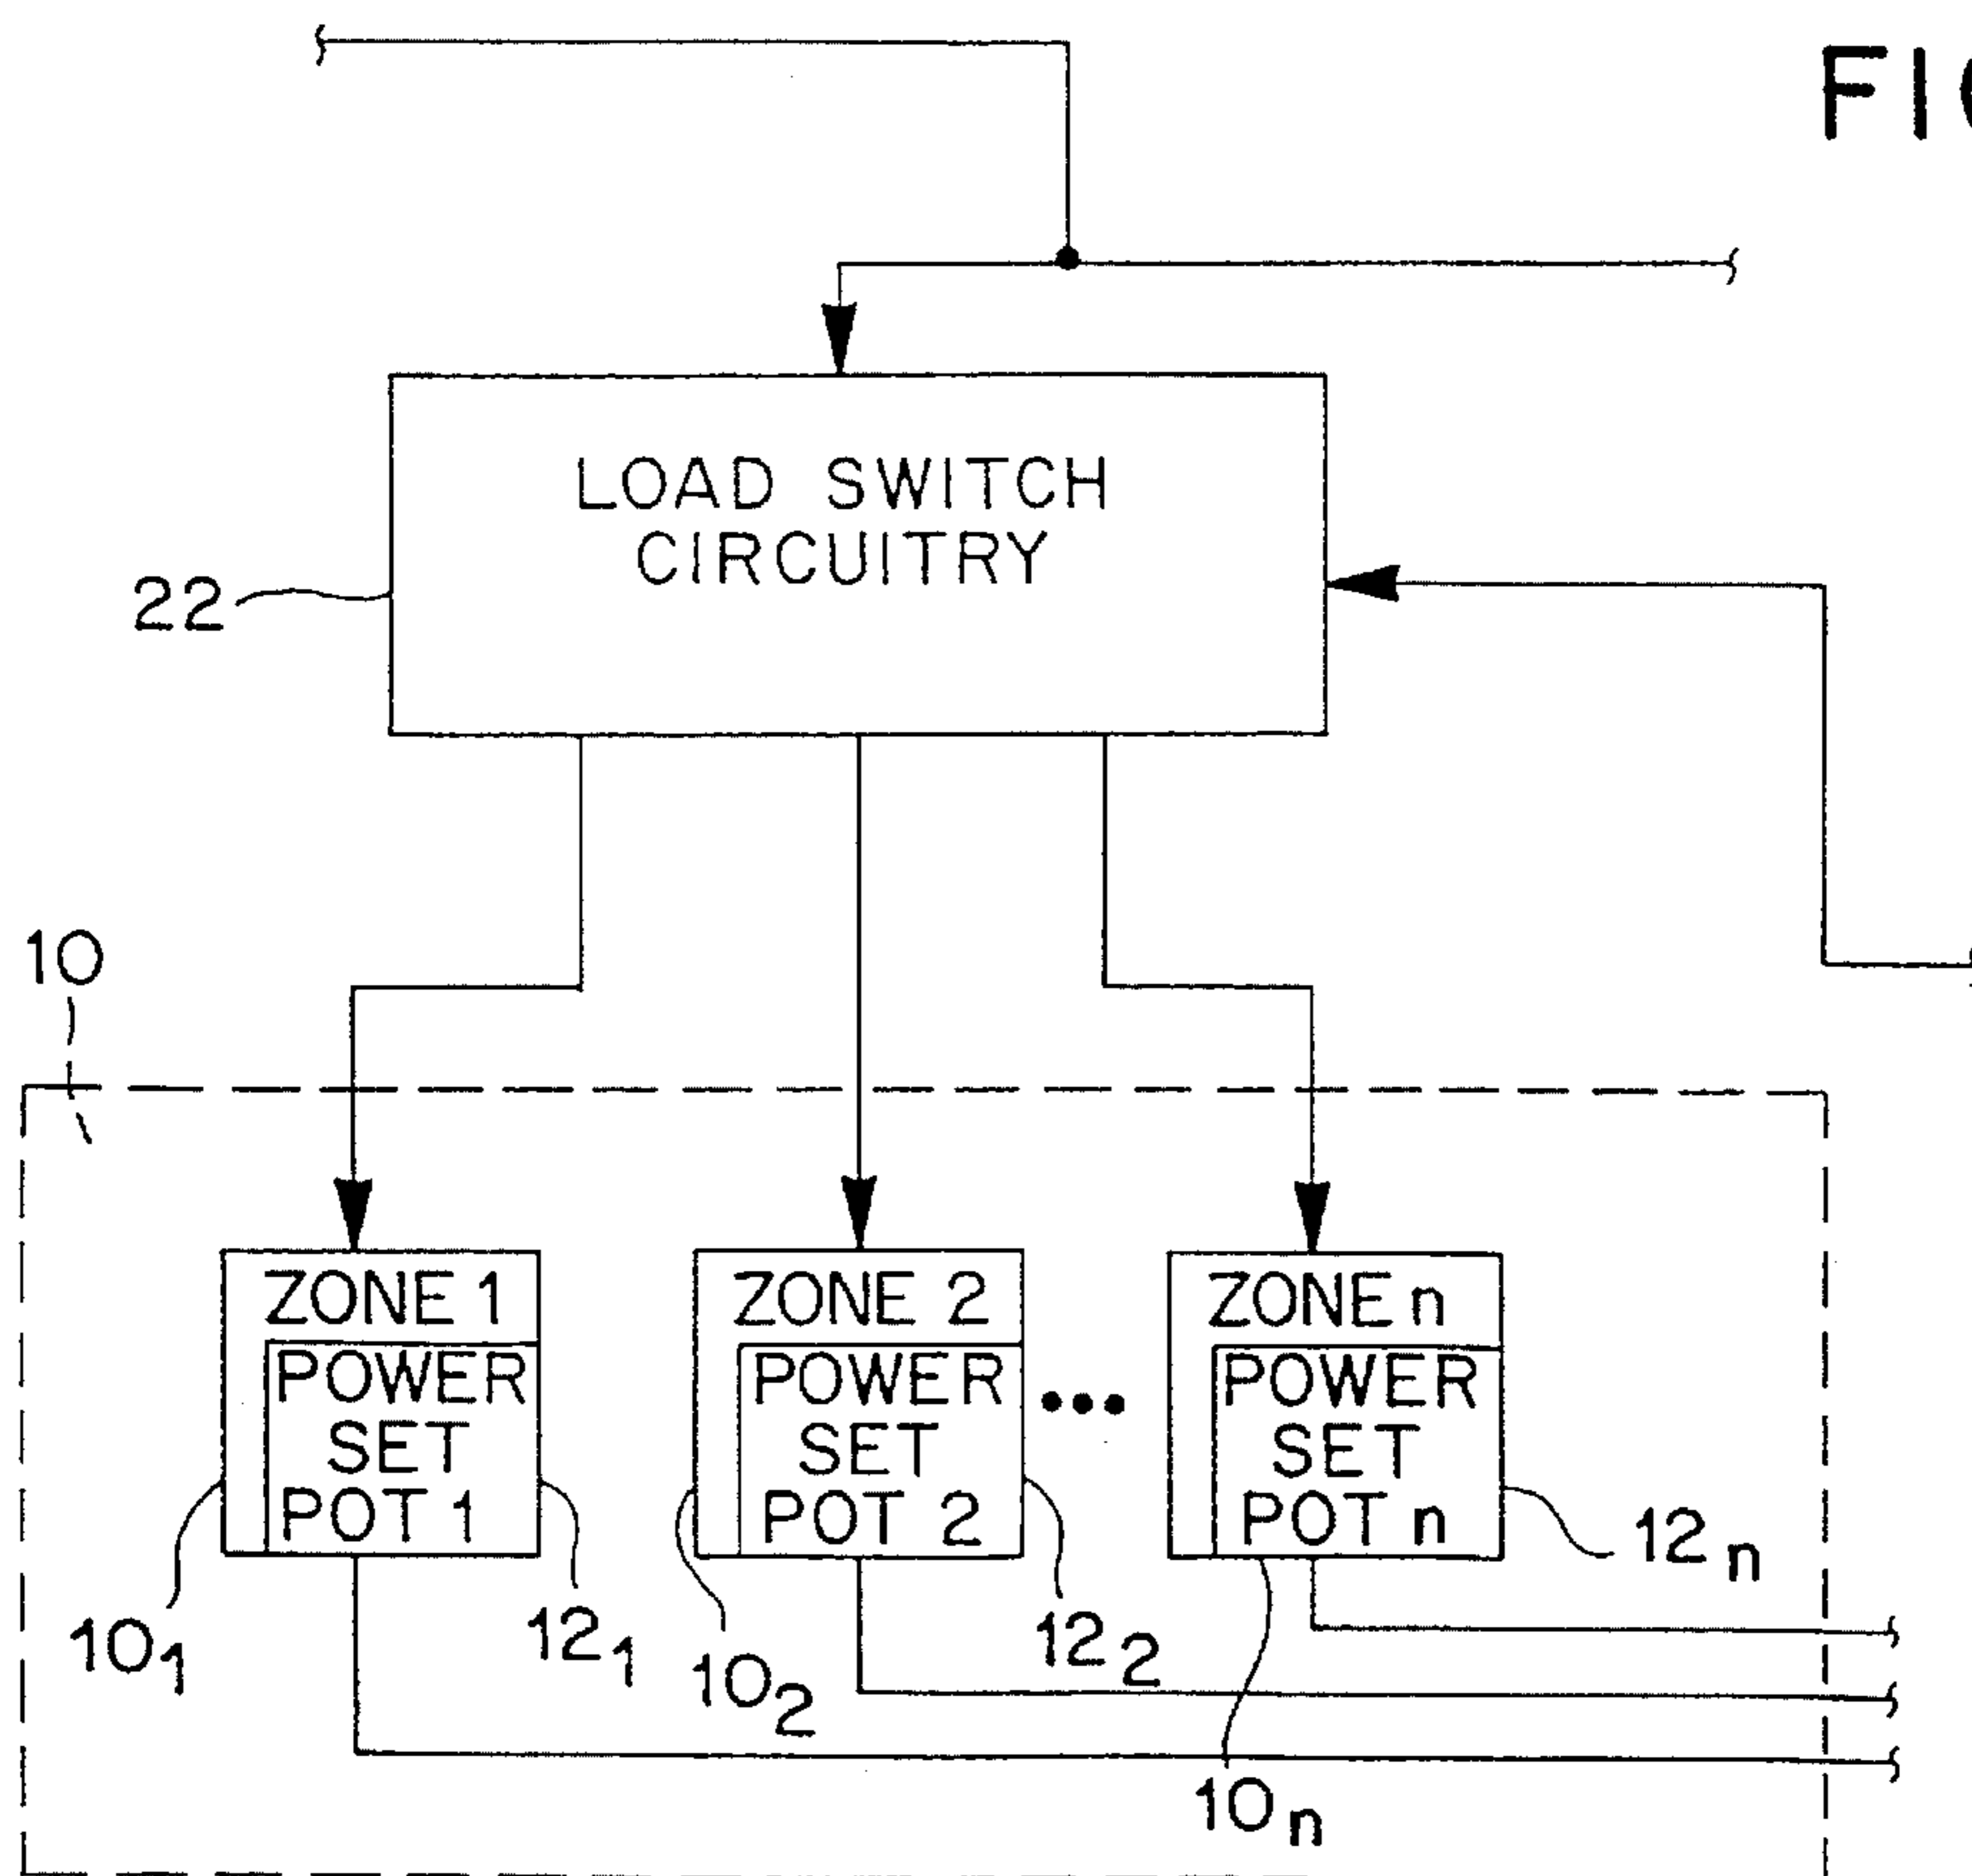 FIG
LOAD SWITCH
CIRCUITRY
22
10
ZONE 1
POWER
SET
POT 1
ZONE 2
POWER
SET
POT 2
•••
ZONE n
POWER
SET
POT n
10₁
12₁
10₂
12₂
10ₙ
12ₙ